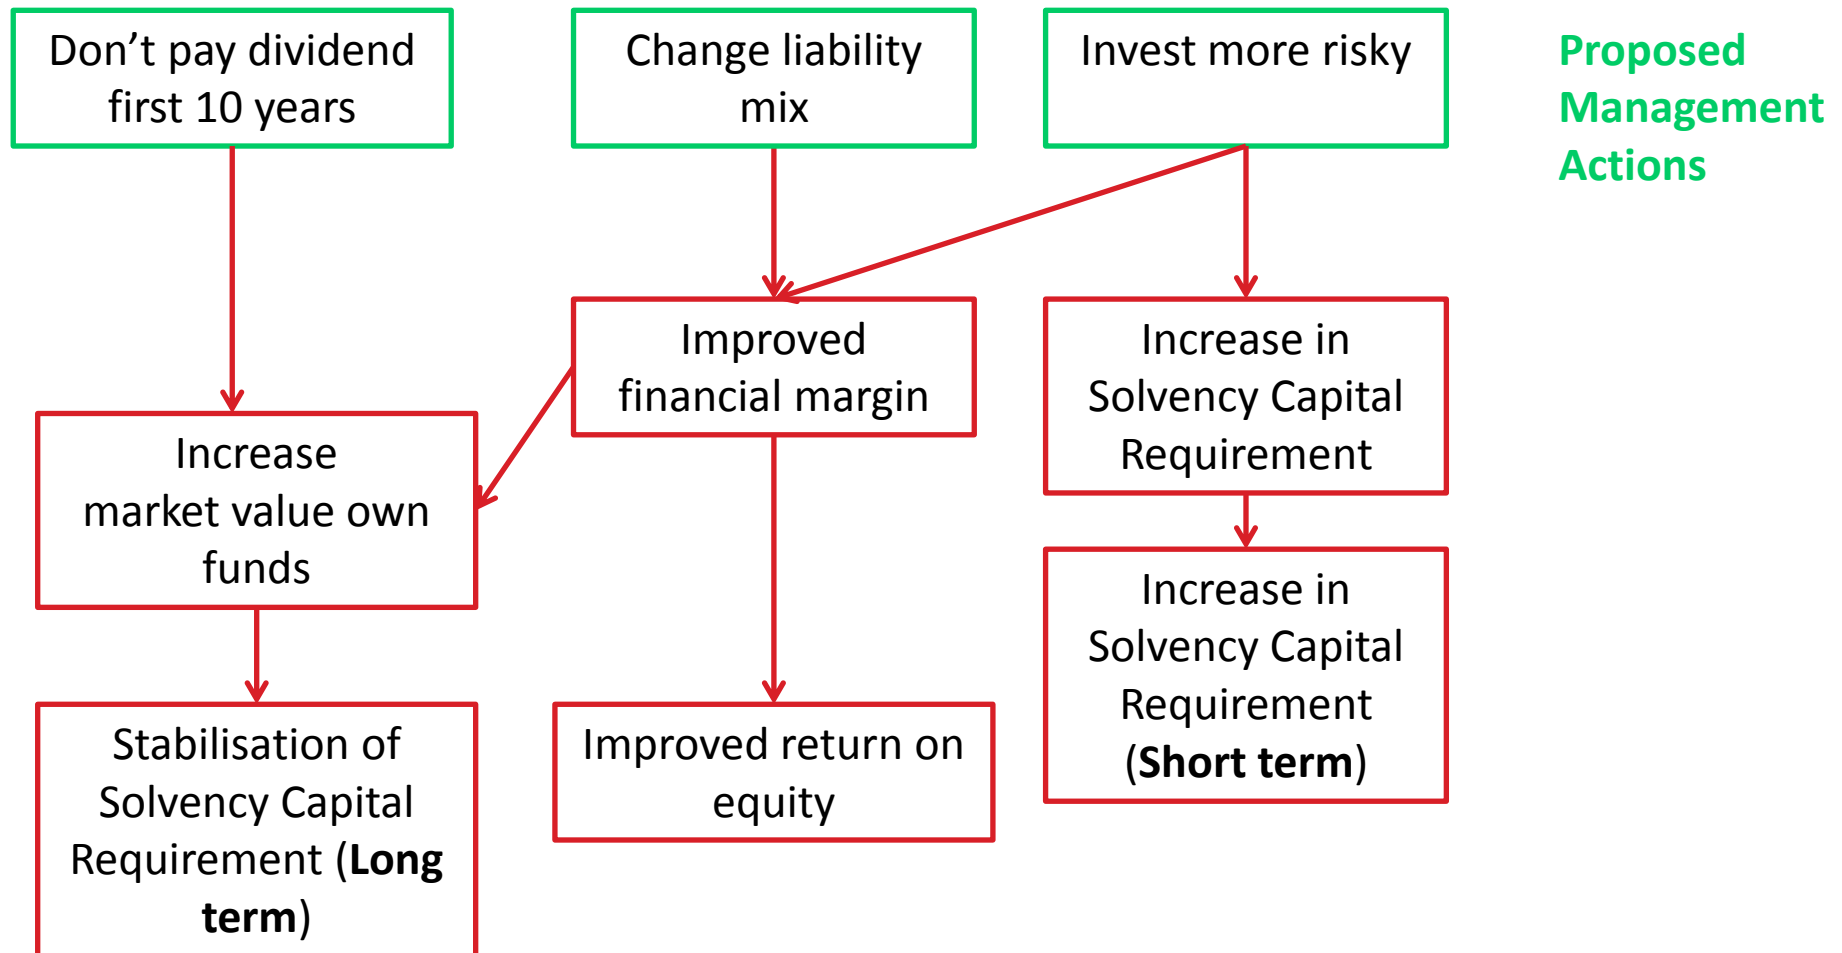 Don’t pay dividend
first 10 years
Change liability
mix
Invest more risky
Proposed
Management
Actions
Improved
financial margin
Increase in
Solvency Capital
Requirement
Increase
market value own
funds
Increase in
Solvency Capital
Requirement
(Short term)
Stabilisation of
Solvency Capital
Requirement (Long
term)
Improved return on
equity